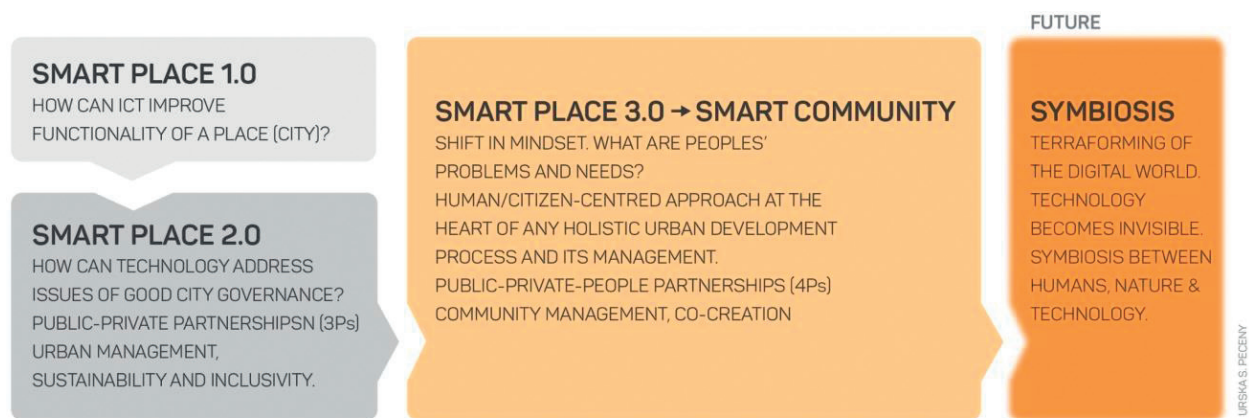 SMART PLACE 1.0
HOW CAN ICT IMPROVE
FUNCTIONALITY OF A PLACE (CITY)?
SMART PLACE 2.0
HOW CAN TECHNOLOGY ADDRESS
ISSUES OF GOOD CITY GOVERNANCE?
PUBLIC-PRIVATE PARTNERSHIPSN (3Ps)
URBAN MANAGEMENT,
SUSTAINABILITY AND INCLUSIVITY.
SMART PLACE 3.0 → SMART COMMUNITY
SHIFT IN MINDSET. WHAT ARE PEOPLES'
PROBLEMS AND NEEDS?
HUMAN/CITIZEN-CENTRED APPROACH AT THE
HEART OF ANY HOLISTIC URBAN DEVELOPMENT
PROCESS AND ITS MANAGEMENT.
PUBLIC-PRIVATE-PEOPLE PARTNERSHIPS (4Ps)
COMMUNITY MANAGEMENT, CO-CREATION
FUTURE
SYMBIOSIS
TERRAFORMING OF
THE DIGITAL WORLD.
TECHNOLOGY
BECOMES INVISIBLE.
SYMBIOSIS BETWEEN
HUMANS, NATURE &
TECHNOLOGY.
URSKA S. PECENY